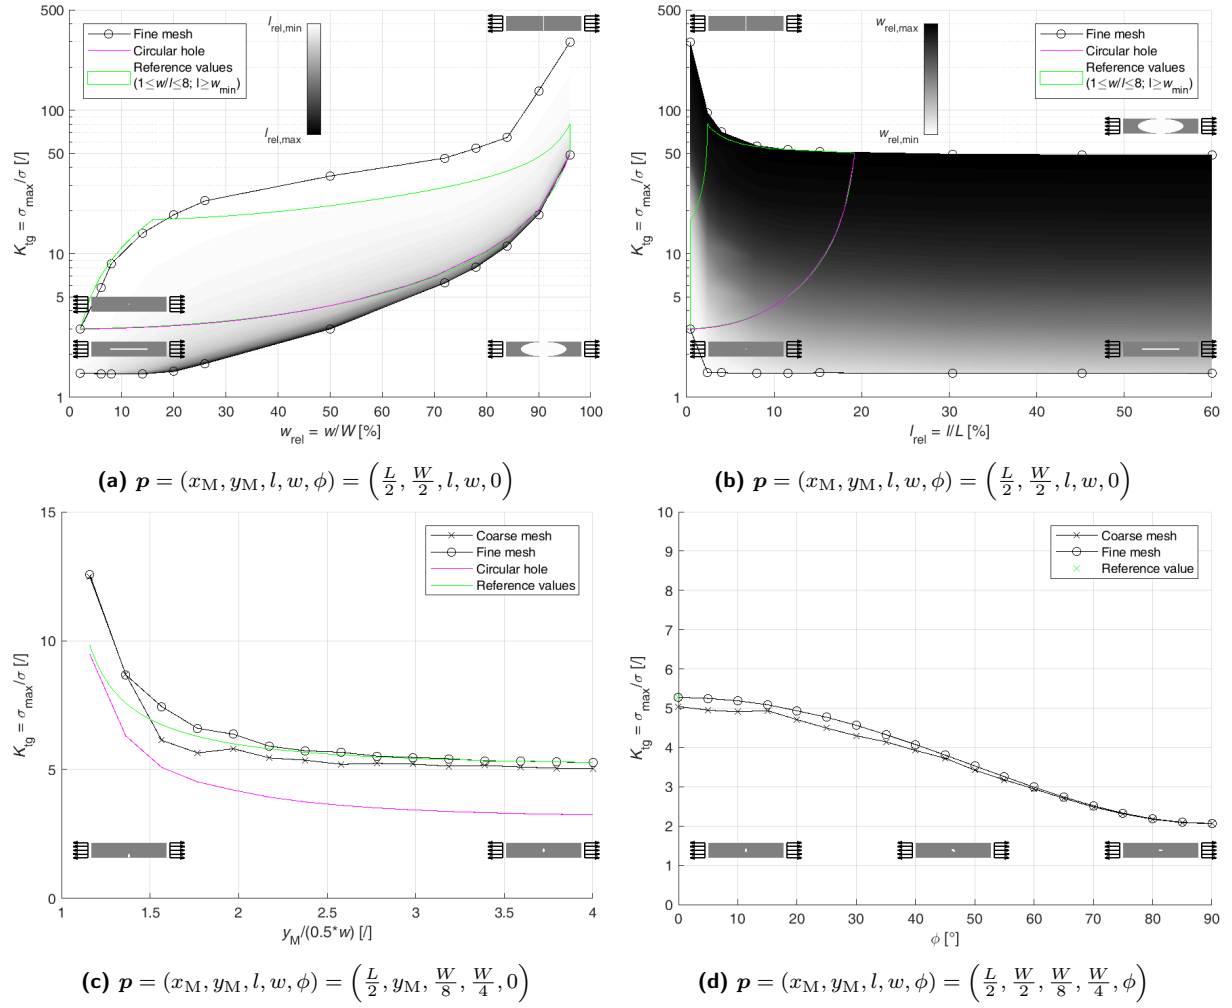 l_rel,min
l_rel,max
Fine mesh
Circular hole
Reference values
(1≤w/l≤8; l≥w_min)
500
100
50
10
5
1
K_tg = σ_max/σ [/]
0 10 20 30 40 50 60 70 80 90 100
w_rel = w/W [%]
(a) p = (x_M, y_M, l, w, ϕ) = (L/2, W/2, l, w, 0)
w_rel,max
w_rel,min
Fine mesh
Circular hole
Reference values
(1≤w/l≤8; l≥w_min)
500
100
50
10
5
1
K_tg = σ_max/σ [/]
0 10 20 30 40 50 60
l_rel = l/L [%]
(b) p = (x_M, y_M, l, w, ϕ) = (L/2, W/2, l, w, 0)
Coarse mesh
Fine mesh
Circular hole
Reference values
15
10
5
0
K_tg = σ_max/σ [/]
1 1.5 2 2.5 3 3.5 4
y_M/(0.5*w) [/]
(c) p = (x_M, y_M, l, w, ϕ) = (L/2, y_M, W/8, W/4, 0)
Coarse mesh
Fine mesh
Reference value
10
9
8
7
6
5
4
3
2
1
0
K_tg = σ_max/σ [/]
0 10 20 30 40 50 60 70 80 90
ϕ [°]
(d) p = (x_M, y_M, l, w, ϕ) = (L/2, W/2, W/8, W/4, ϕ)